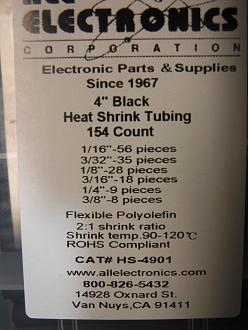 ALL
ELECTRONICS
CORPORATION
Electronic Parts & Supplies
Since 1967
4" Black
Heat Shrink Tubing
154 Count
1/16"-56 pieces
3/32"-35 pieces
1/8"-28 pieces
3/16"-18 pieces
1/4"-9 pieces
3/8"-8 pieces
Flexible Polyolefin
2:1 shrink ratio
Shrink temp.90-120℃
ROHS Compliant
CAT# HS-4901
www.allelectronics.com
800-826-5432
14928 Oxnard St.
Van Nuys,CA 91411